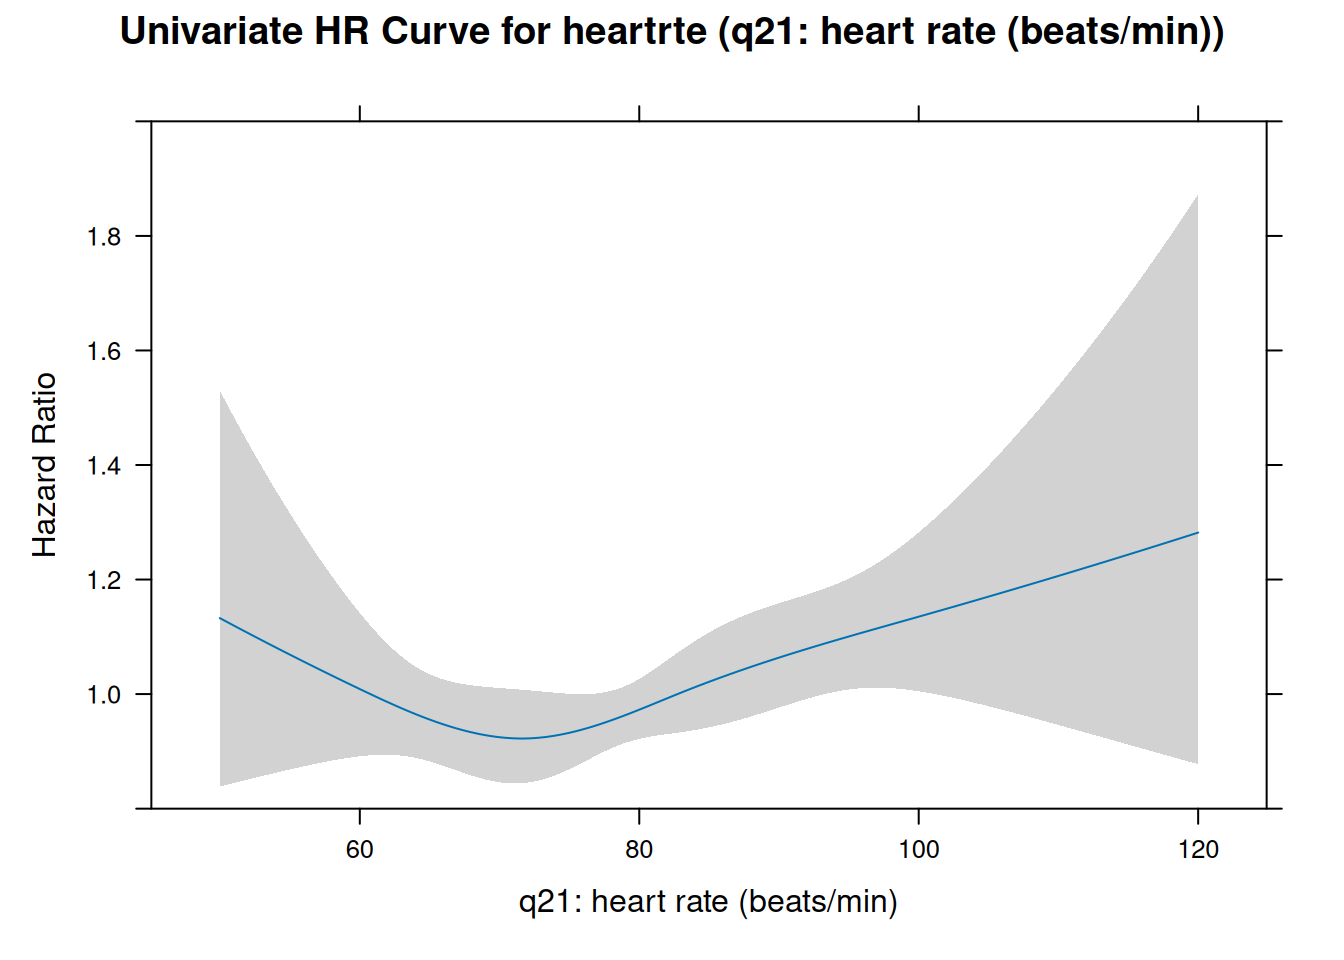 Univariate HR Curve for heartrte (q21: heart rate (beats/min))
Hazard Ratio
1.8
1.6
1.4
1.2
1.0
60 80 100 120
q21: heart rate (beats/min)